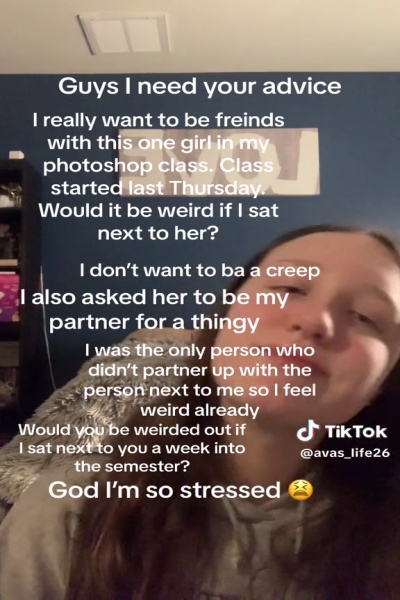 Guys I need your advice
I really want to be freinds
with this one girl in my
photoshop class. Class
started last Thursday.
Would it be weird if I sat
next to her?
I don't want to ba a creep
I also asked her to be my
partner for a thingy
I was the only person who
didn't partner up with the
person next to me so I feel
weird already
Would you be weirded out if
I sat next to you a week into
the semester?
God I'm so stressed 😫
TikTok
@avas_life26
LOVE